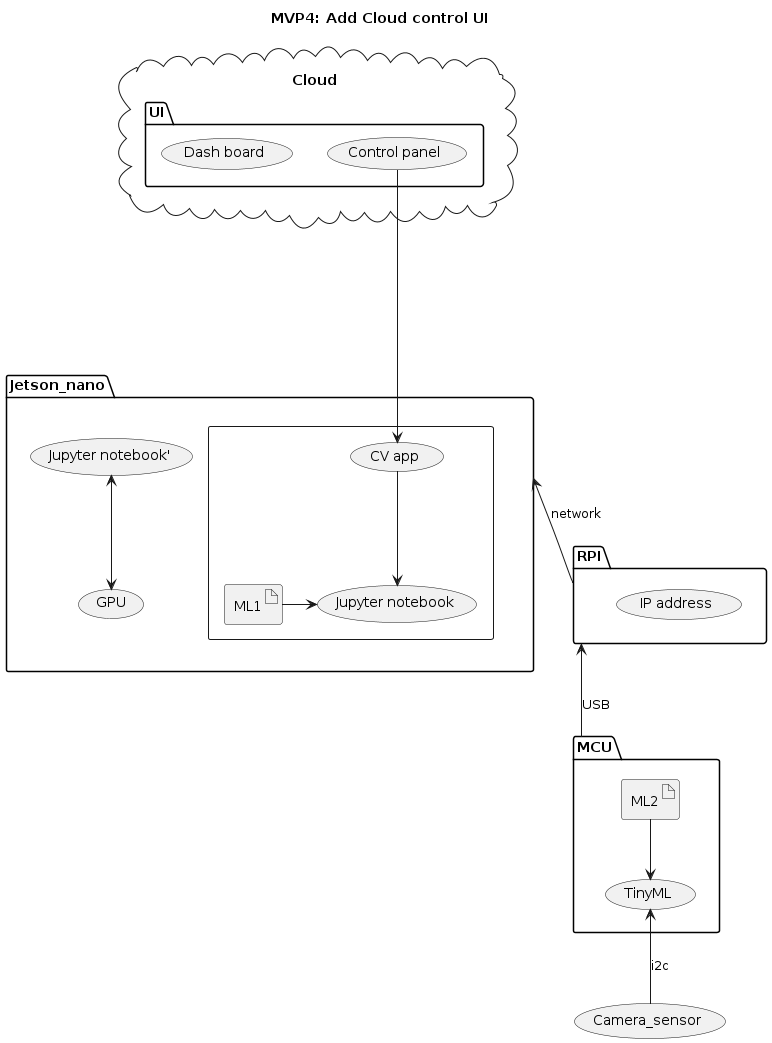 MVP4: Add Cloud control UI
Cloud
UI
Dash board
Control panel
Jetson_nano
Jupyter notebook'
CV app
network
RPI
GPU
ML1
Jupyter notebook
IP address
USB
MCU
ML2
TinyML
i2c
Camera_sensor